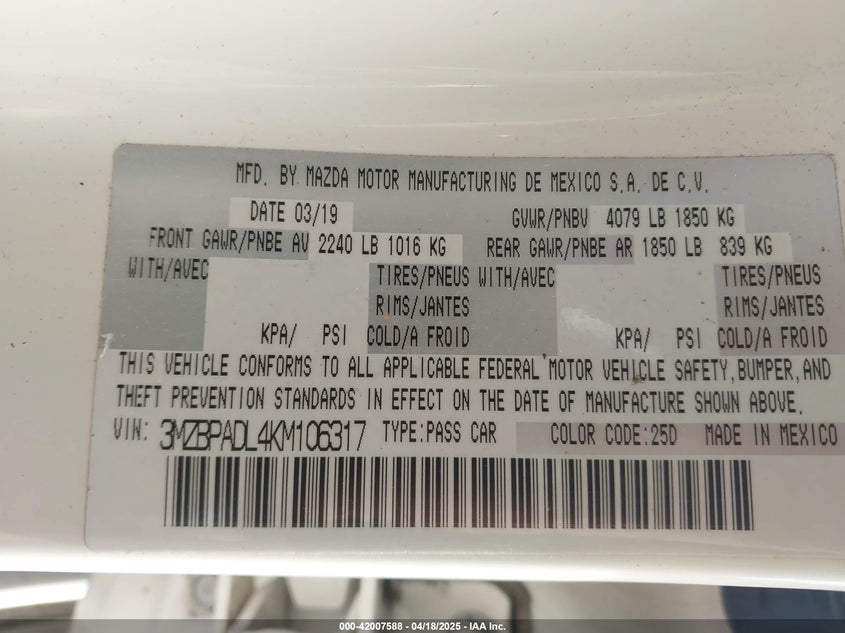 MFD. BY MAZDA MOTOR MANUFACTURING DE MEXICO S.A. DE C.V.
DATE 03/19 GVWR/PNBV 4079 LB 1850 KG
FRONT GAWR/PNBE AV 2240 LB 1016 KG REAR GAWR/PNBE AR 1850 LB 839 KG
WITH/AVEC TIRES/PNEUS WITH/AVEC TIRES/PNEUS
RIMS/JANTES RIMS/JANTES
KPA/ PSI COLD/A FROID KPA/ PSI COLD/A FROID
THIS VEHICLE CONFORMS TO ALL APPLICABLE FEDERAL MOTOR VEHICLE SAFETY, BUMPER, AND
THEFT PREVENTION STANDARDS IN EFFECT ON THE DATE OF MANUFACTURE SHOWN ABOVE.
VIN: 3MZBPADL4KM106317 TYPE:PASS CAR COLOR CODE:25D MADE IN MEXICO
000-42007588 - 04/18/2025 - IAA Inc.